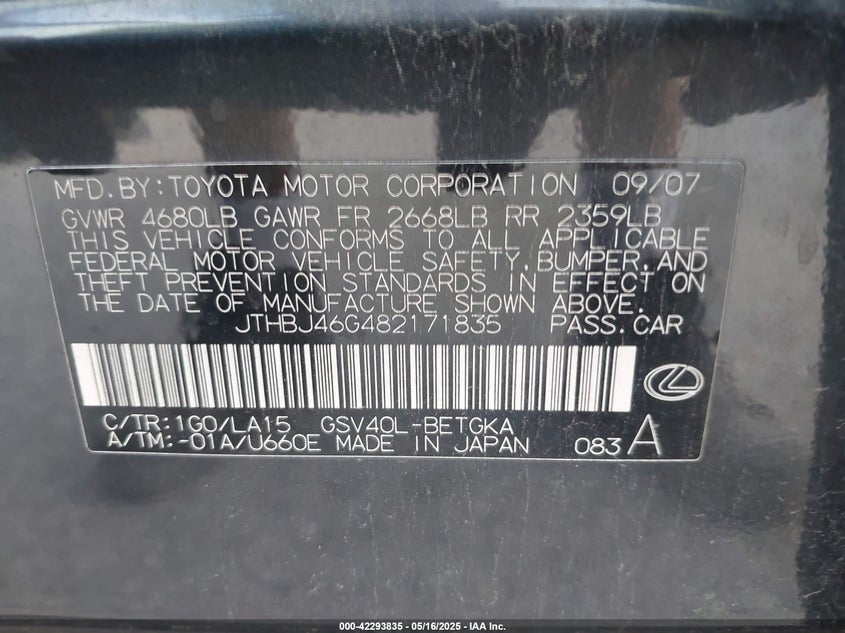 MFD. BY: TOYOTA MOTOR CORPORATION 09/07
GVWR 4680LB GAWR FR 2668LB RR 2359LB
THIS VEHICLE CONFORMS TO ALL APPLICABLE
FEDERAL MOTOR VEHICLE SAFETY, BUMPER, AND
THEFT PREVENTION STANDARDS IN EFFECT ON
THE DATE OF MANUFACTURE SHOWN ABOVE.
JTHBJ46G482171835 PASS. CAR
C/TR: 1G0/LA15 GSV40L-BETGKA
A/TM: -01A/U660E MADE IN JAPAN 083 A
000-42293835 - 05/16/2025 - IAA Inc.